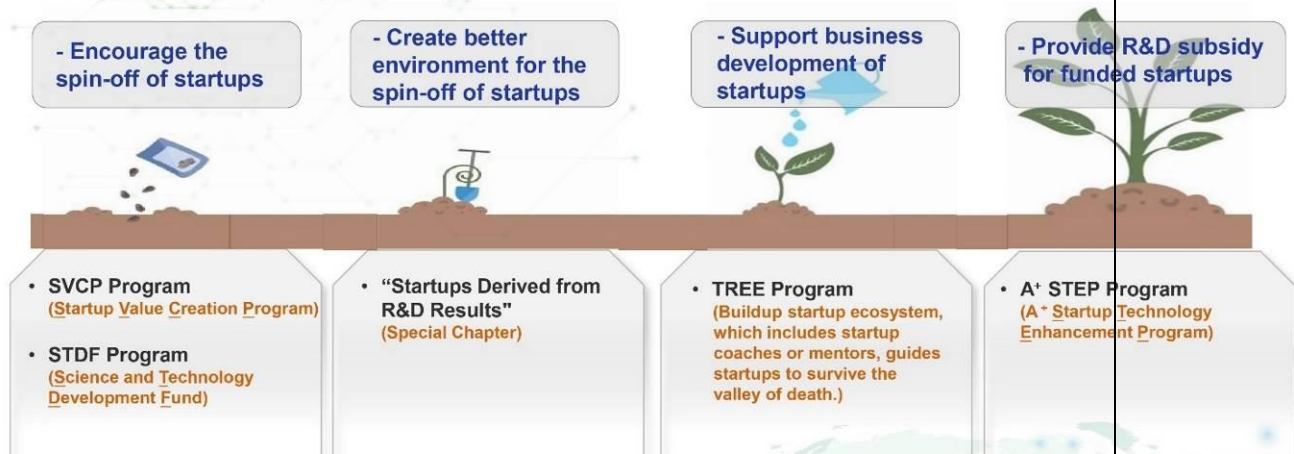 - Encourage the
spin-off of startups
- Create better
environment for the
spin-off of startups
- Support business
development of
startups
- Provide R&D subsidy
for funded startups
• SVCP Program
(Startup Value Creation Program)
• STDF Program
(Science and Technology
Development Fund)
• “Startups Derived from
R&D Results"
(Special Chapter)
• TREE Program
(Buildup startup ecosystem,
which includes startup
coaches or mentors, guides
startups to survive the
valley of death.)
• A⁺ STEP Program
(A⁺ Startup Technology
Enhancement Program)